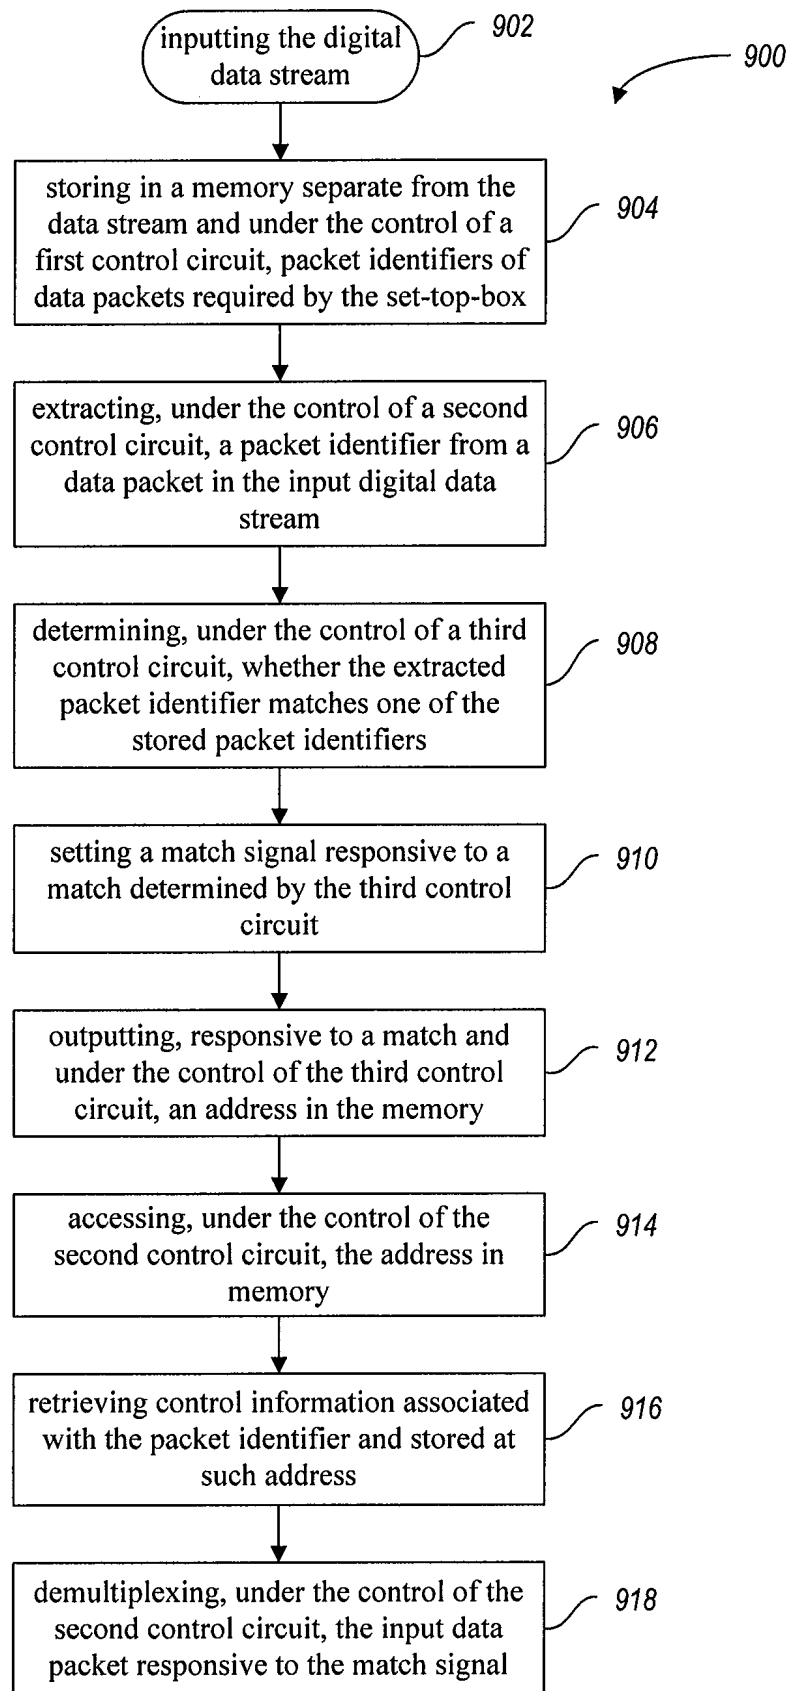 inputting the digital
data stream
902
900
storing in a memory separate from the
data stream and under the control of a
first control circuit, packet identifiers of
data packets required by the set-top-box
904
extracting, under the control of a second
control circuit, a packet identifier from a
data packet in the input digital data
stream
906
determining, under the control of a third
control circuit, whether the extracted
packet identifier matches one of the
stored packet identifiers
908
setting a match signal responsive to a
match determined by the third control
circuit
910
outputting, responsive to a match and
under the control of the third control
circuit, an address in the memory
912
accessing, under the control of the
second control circuit, the address in
memory
914
retrieving control information associated
with the packet identifier and stored at
such address
916
demultiplexing, under the control of the
second control circuit, the input data
packet responsive to the match signal
918